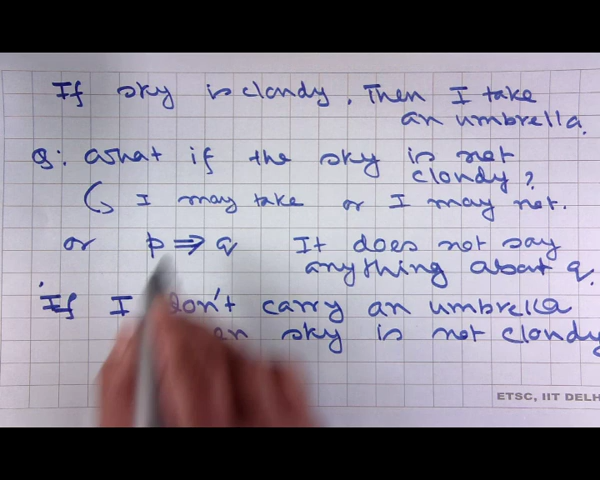 If sky is cloudy, Then I take
an umbrella.
Q: What if the sky is not
cloudy?
I may take or I may not.
or p ⇒ q It does not say
anything about q.
If I don't carry an umbrella
sky is not cloudy
ETSC, IIT DELH